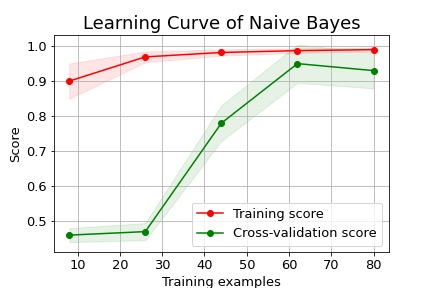 Learning Curve of Naive Bayes
1.0
0.9
0.8
0.7
0.6
0.5
Score
Training score
Cross-validation score
10 20 30 40 50 60 70 80
Training examples